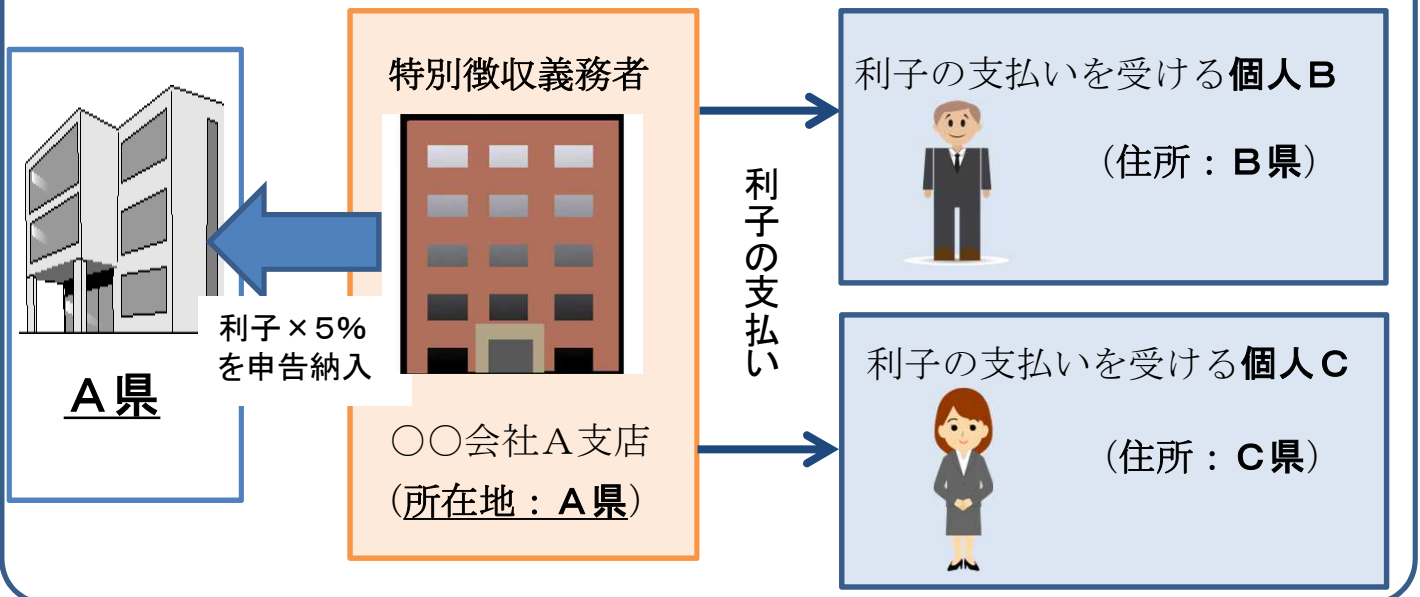 特別徴収義務者
利子の支払いを受ける個人B
(住所:B県)
利子の支払い
利子×5%
を申告納入
A県
〇〇会社A支店
(所在地:A県)
利子の支払いを受ける個人C
(住所:C県)